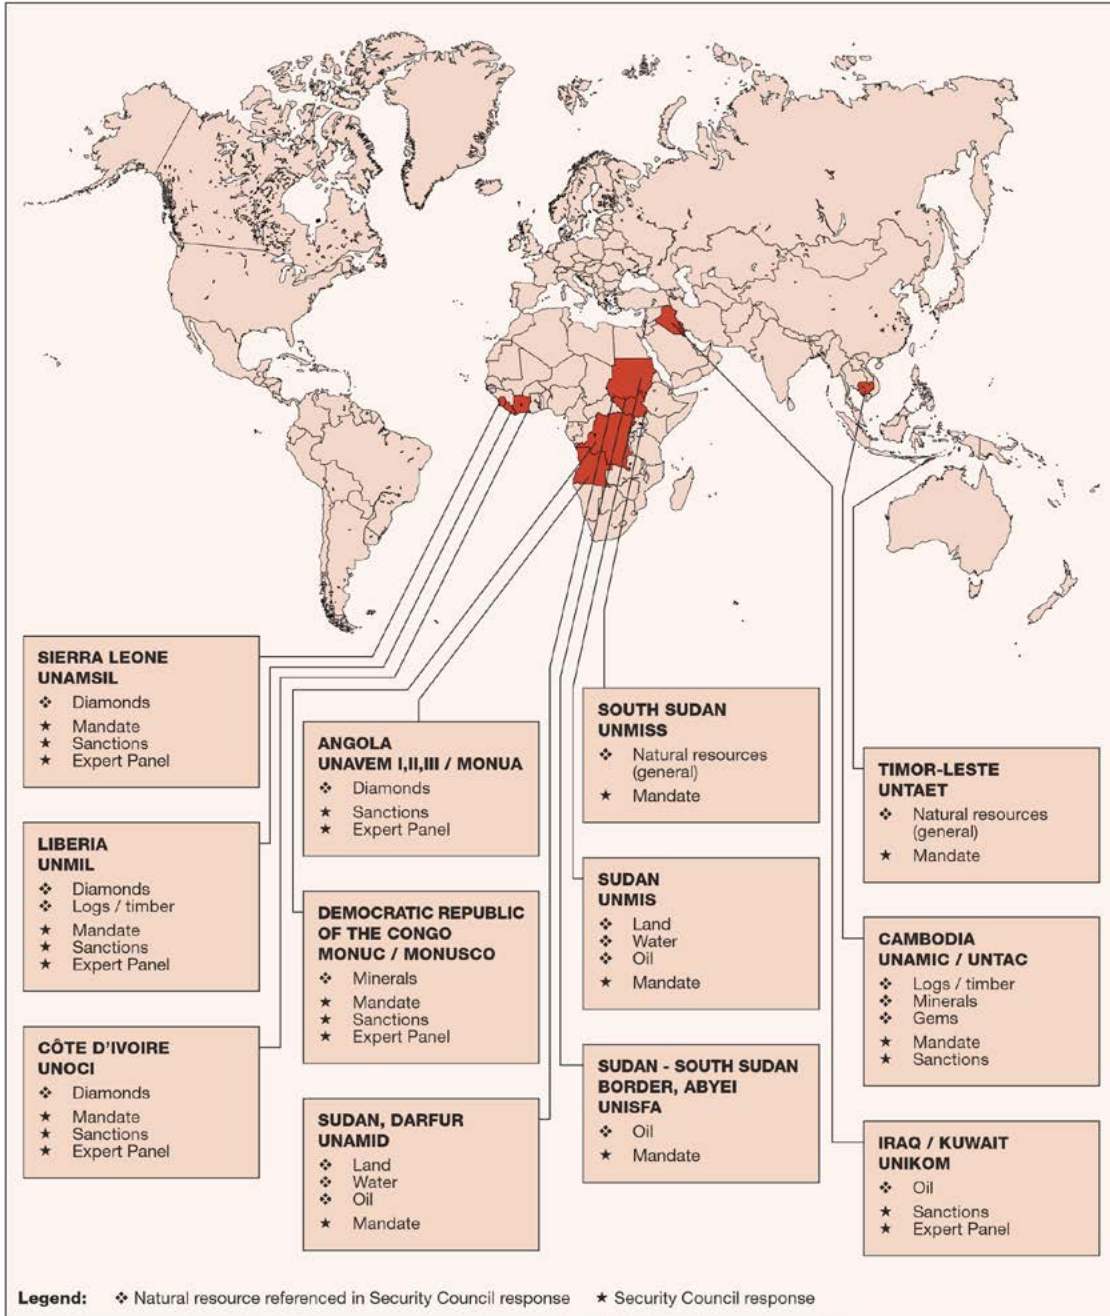 SIERRA LEONE
UNAMSIL
❖ Diamonds
★ Mandate
★ Sanctions
★ Expert Panel
LIBERIA
UNMIL
❖ Diamonds
❖ Logs / timber
★ Mandate
★ Sanctions
★ Expert Panel
CÔTE D'IVOIRE
UNOCI
❖ Diamonds
★ Mandate
★ Sanctions
★ Expert Panel
ANGOLA
UNAVEM I,II,III / MONUA
❖ Diamonds
★ Sanctions
★ Expert Panel
DEMOCRATIC REPUBLIC
OF THE CONGO
MONUC / MONUSCO
❖ Minerals
★ Mandate
★ Sanctions
★ Expert Panel
SUDAN, DARFUR
UNAMID
❖ Land
❖ Water
❖ Oil
★ Mandate
SOUTH SUDAN
UNMISS
❖ Natural resources
(general)
★ Mandate
SUDAN
UNMIS
❖ Land
❖ Water
❖ Oil
★ Mandate
SUDAN - SOUTH SUDAN
BORDER, ABYEI
UNISFA
❖ Oil
★ Mandate
TIMOR-LESTE
UNTAET
❖ Natural resources
(general)
★ Mandate
CAMBODIA
UNAMIC / UNTAC
❖ Logs / timber
❖ Minerals
❖ Gems
★ Mandate
★ Sanctions
IRAQ / KUWAIT
UNIKOM
❖ Oil
★ Sanctions
★ Expert Panel
Legend: ❖ Natural resource referenced in Security Council response ★ Security Council response